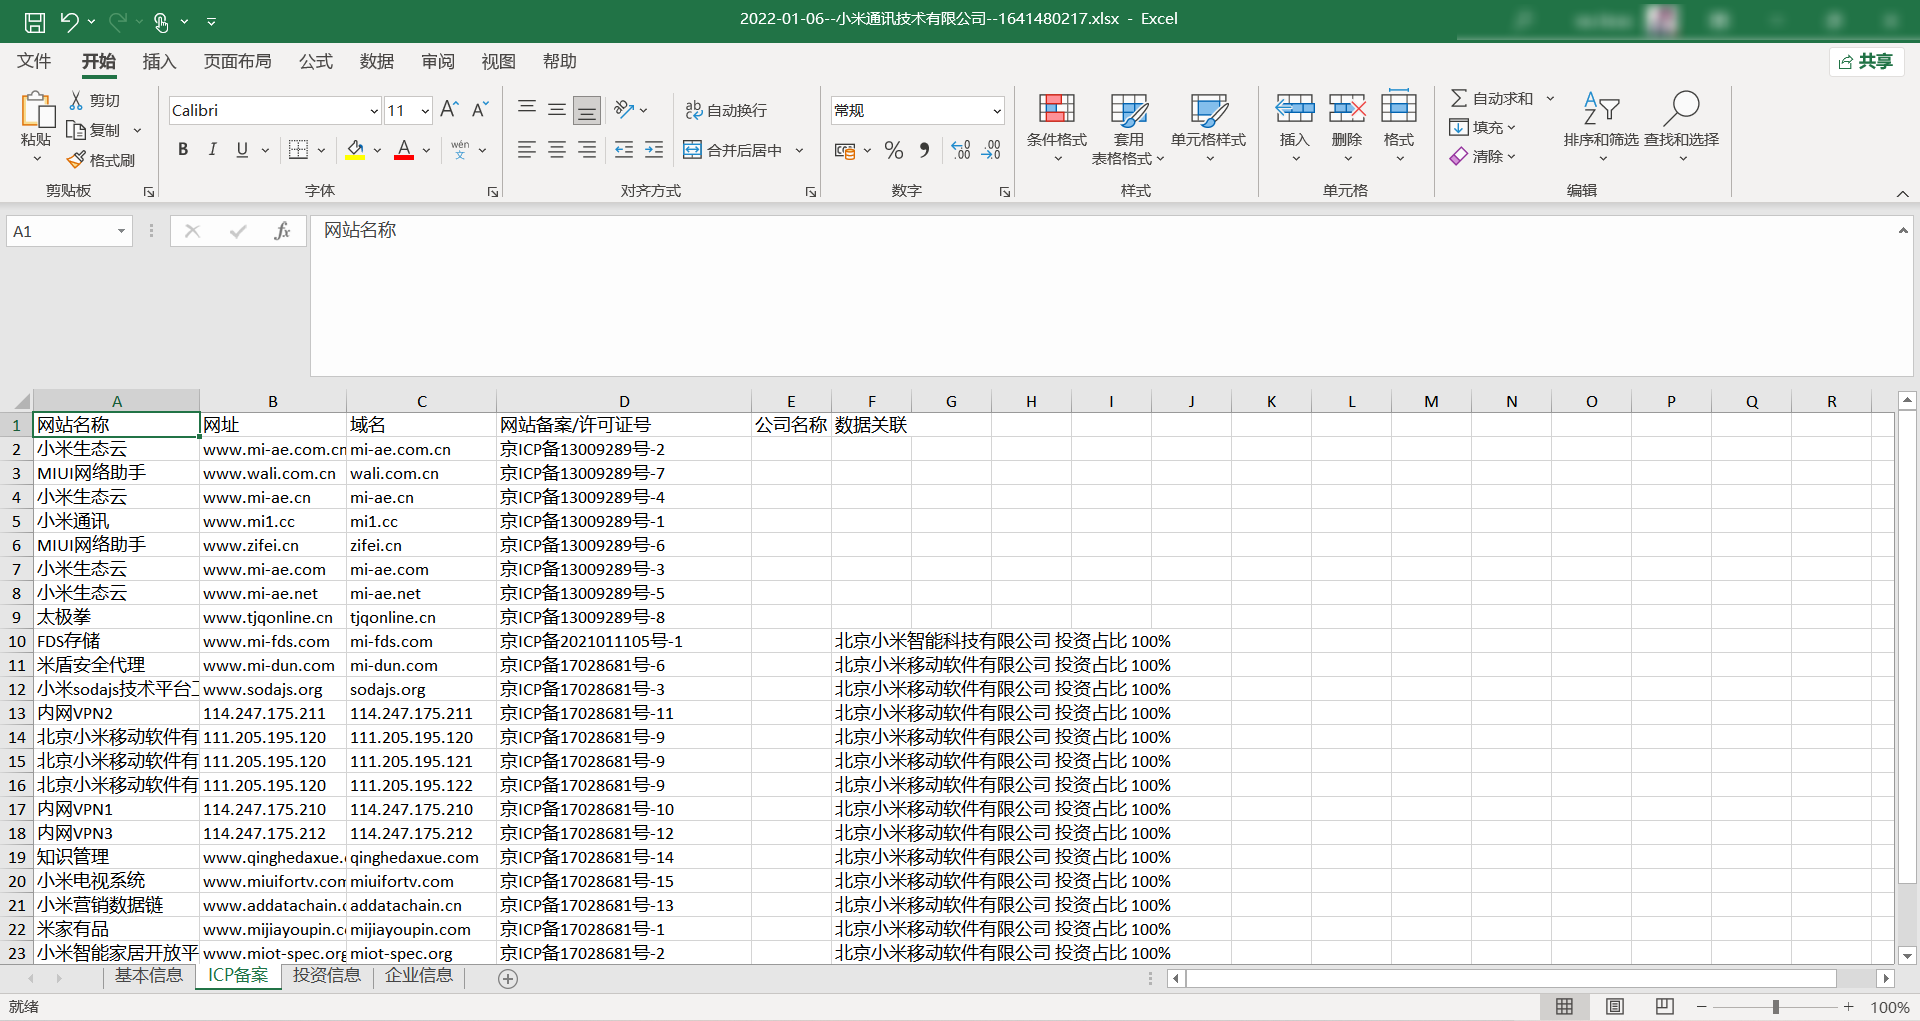 2022-01-06--小米通讯技术有限公司--1641480217.xlsx - Excel
文件 开始 插入 页面布局 公式 数据 审阅 视图 帮助 共享
粘贴 剪切 复制 格式刷 剪贴板
Calibri 11 B I U A wén 文 字体
自动换行 合并后居中 对齐方式
常规 % 数字
条件格式 套用 表格格式 单元格样式 样式
插入 删除 格式 单元格
自动求和 填充 清除 排序和筛选 查找和选择 编辑
A1 fx 网站名称
A B C D E F G H I J K L M N O P Q R
1 网站名称 网址 域名 网站备案/许可证号 公司名称 数据关联
2 小米生态云 www.mi-ae.com.cn mi-ae.com.cn 京ICP备13009289号-2
3 MIUI网络助手 www.wali.com.cn wali.com.cn 京ICP备13009289号-7
4 小米生态云 www.mi-ae.cn mi-ae.cn 京ICP备13009289号-4
5 小米通讯 www.mi1.cc mi1.cc 京ICP备13009289号-1
6 MIUI网络助手 www.zifei.cn zifei.cn 京ICP备13009289号-6
7 小米生态云 www.mi-ae.com mi-ae.com 京ICP备13009289号-3
8 小米生态云 www.mi-ae.net mi-ae.net 京ICP备13009289号-5
9 太极拳 www.tjqonline.cn tjqonline.cn 京ICP备13009289号-8
10 FDS存储 www.mi-fds.com mi-fds.com 京ICP备2021011105号-1 北京小米智能科技有限公司 投资占比 100%
11 米盾安全代理 www.mi-dun.com mi-dun.com 京ICP备17028681号-6 北京小米移动软件有限公司 投资占比 100%
12 小米sodajs技术平台 www.sodajs.org sodajs.org 京ICP备17028681号-3 北京小米移动软件有限公司 投资占比 100%
13 内网VPN2 114.247.175.211 114.247.175.211 京ICP备17028681号-11 北京小米移动软件有限公司 投资占比 100%
14 北京小米移动软件有 111.205.195.120 111.205.195.120 京ICP备17028681号-9 北京小米移动软件有限公司 投资占比 100%
15 北京小米移动软件有 111.205.195.120 111.205.195.121 京ICP备17028681号-9 北京小米移动软件有限公司 投资占比 100%
16 北京小米移动软件有 111.205.195.120 111.205.195.122 京ICP备17028681号-9 北京小米移动软件有限公司 投资占比 100%
17 内网VPN1 114.247.175.210 114.247.175.210 京ICP备17028681号-10 北京小米移动软件有限公司 投资占比 100%
18 内网VPN3 114.247.175.212 114.247.175.212 京ICP备17028681号-12 北京小米移动软件有限公司 投资占比 100%
19 知识管理 www.qinghedaxue. qinghedaxue.com 京ICP备17028681号-14 北京小米移动软件有限公司 投资占比 100%
20 小米电视系统 www.miuifortv.com miuifortv.com 京ICP备17028681号-15 北京小米移动软件有限公司 投资占比 100%
21 小米营销数据链 www.addatachain. addatachain.cn 京ICP备17028681号-13 北京小米移动软件有限公司 投资占比 100%
22 米家有品 www.mijiayoupin.c mijiayoupin.com 京ICP备17028681号-1 北京小米移动软件有限公司 投资占比 100%
23 小米智能家居开放平 www.miot-spec.org miot-spec.org 京ICP备17028681号-2 北京小米移动软件有限公司 投资占比 100%
基本信息 ICP备案 投资信息 企业信息
就绪 100%